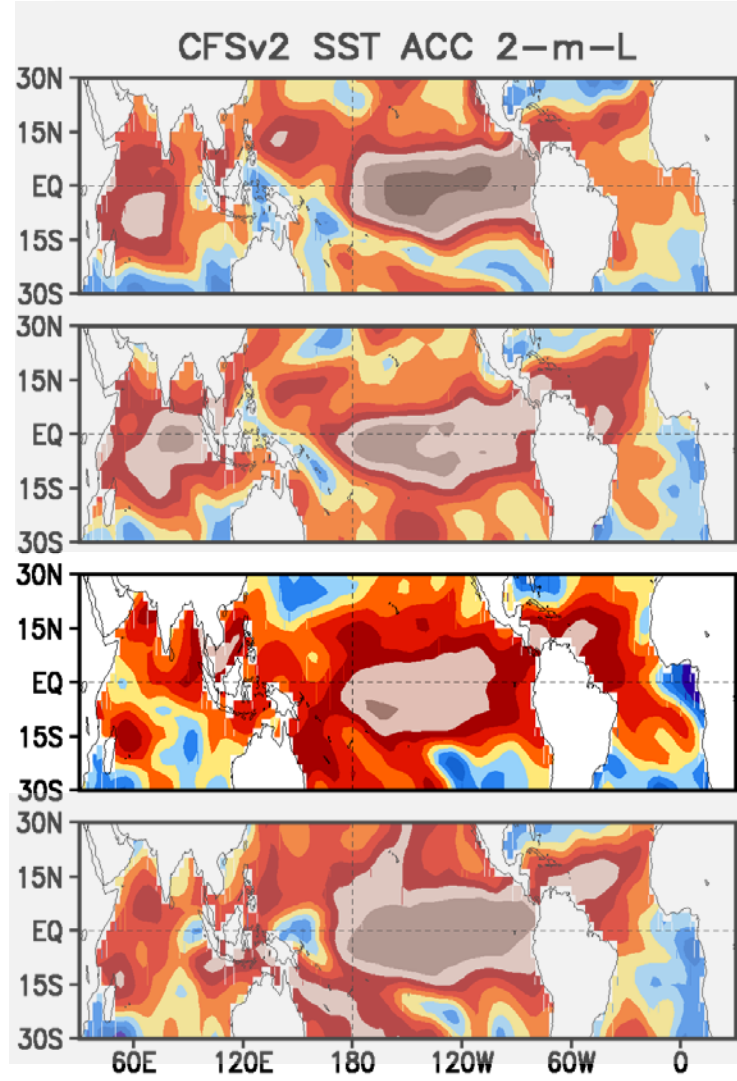 CFSv2 SST ACC 2-m-L
30N
15N
EQ
15S
30S
30N
15N
EQ
15S
30S
30N
15N
EQ
15S
30S
30N
15N
EQ
15S
30S
60E 120E 180 120W 60W 0